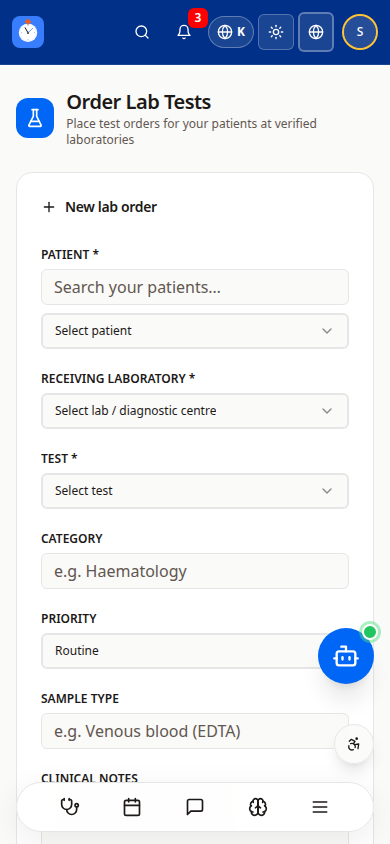 3
K
S
Order Lab Tests
Place test orders for your patients at verified
laboratories
New lab order
PATIENT *
Search your patients...
Select patient
RECEIVING LABORATORY *
Select lab / diagnostic centre
TEST *
Select test
CATEGORY
e.g. Haematology
PRIORITY
Routine
SAMPLE TYPE
e.g. Venous blood (EDTA)
CLINICAL NOTES